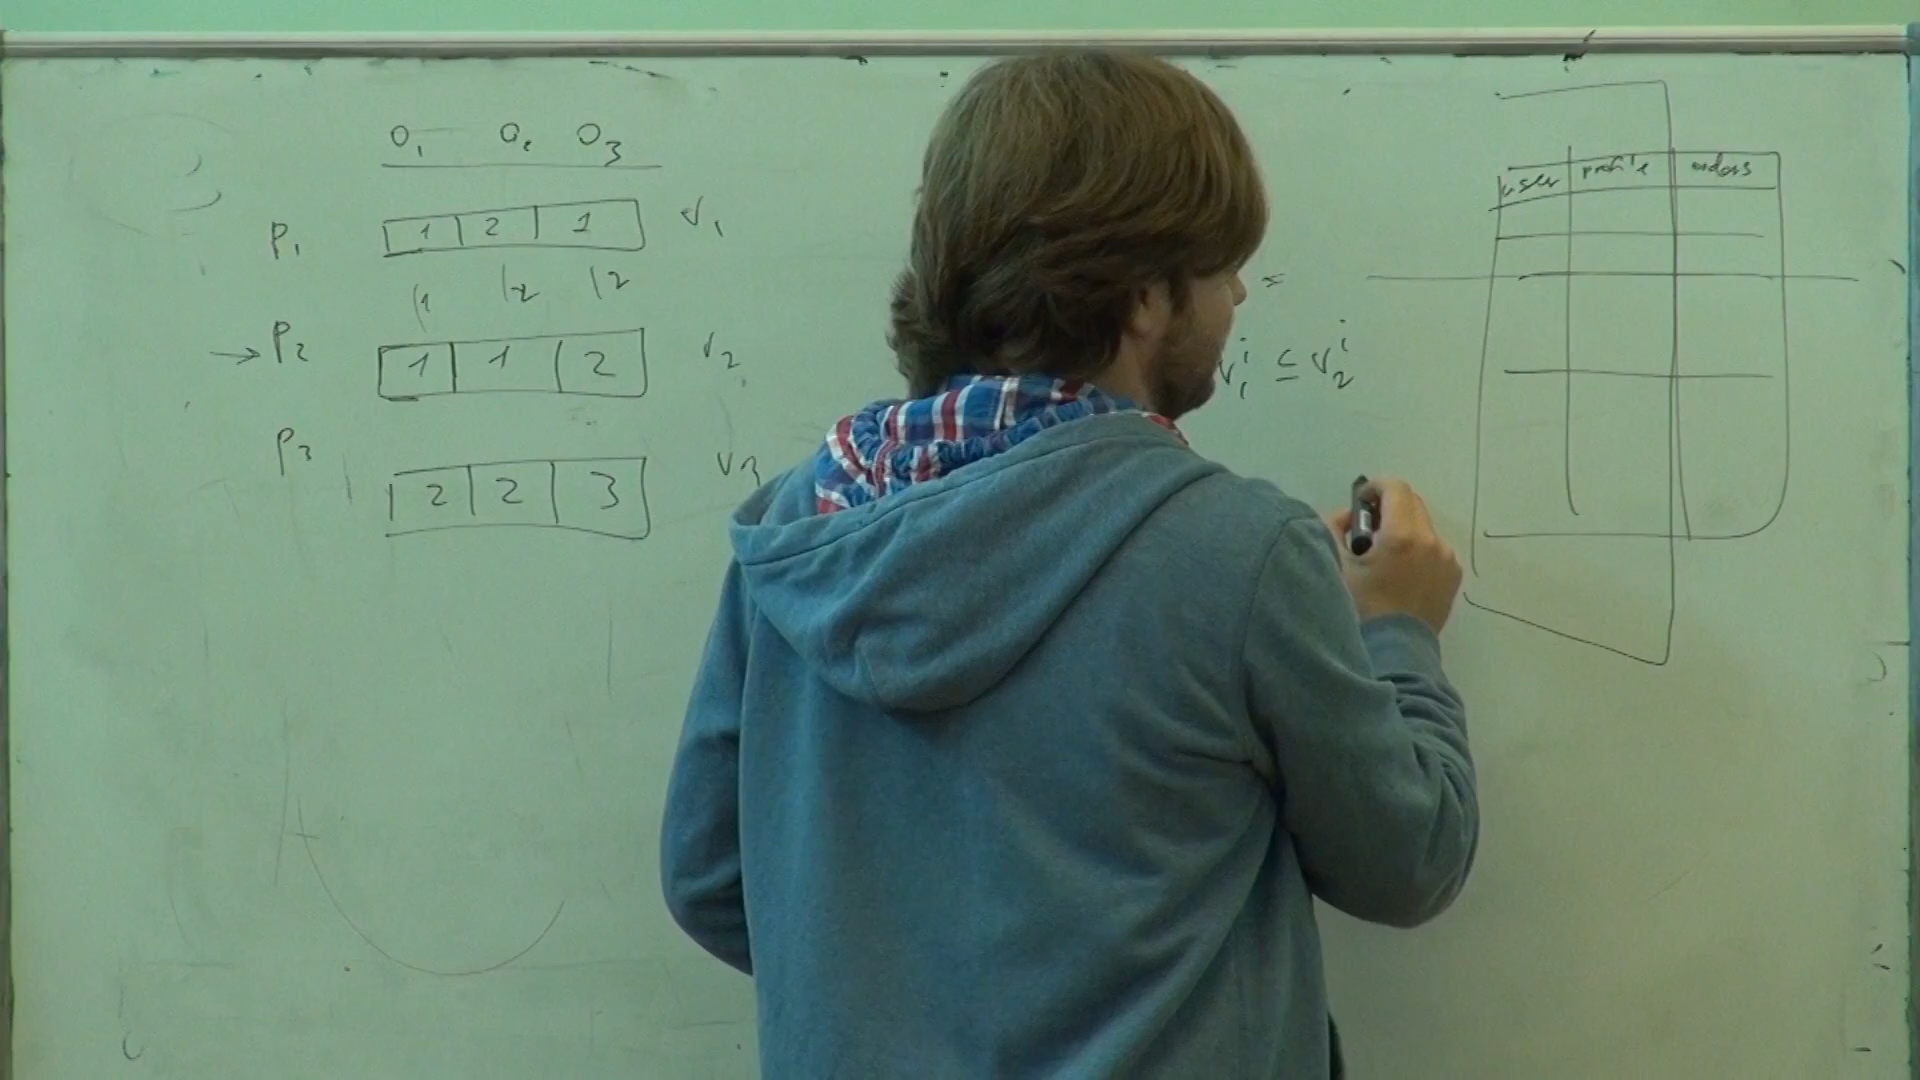 O₁ O₂ O₃
P₁ 1 2 1 v₁
1 2 2
=
→ P₂ 1 1 2 v₂
v₁ⁱ ⊆ v₂ⁱ
P₃ 2 2 3 v₃
user profile orders